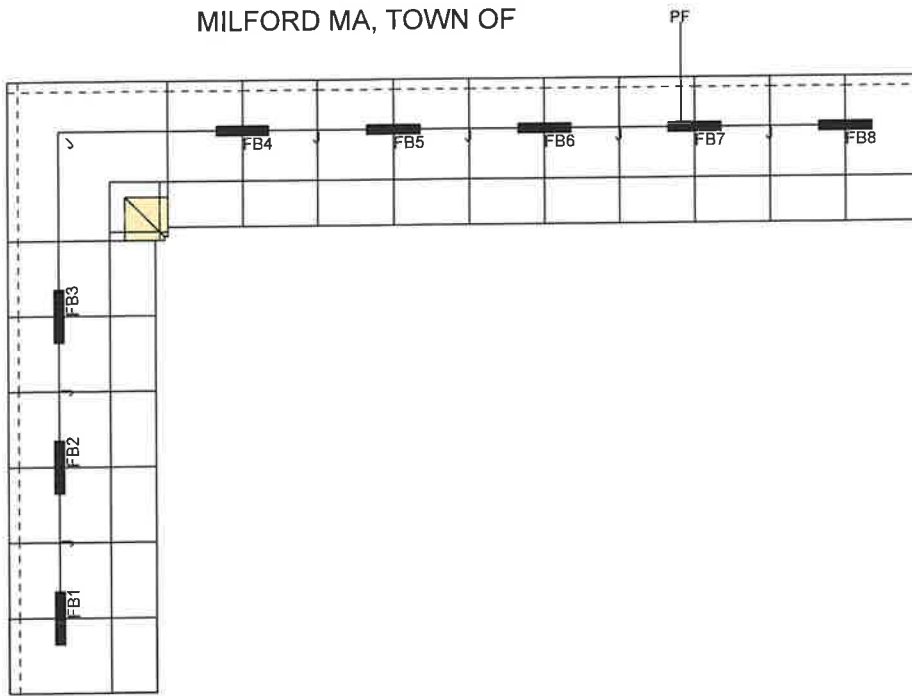 MILFORD MA, TOWN OF
PF
J
FB4
J
FB5
J
FB6
J
FB7
J
FB8
FB3
J
FB2
J
FB1